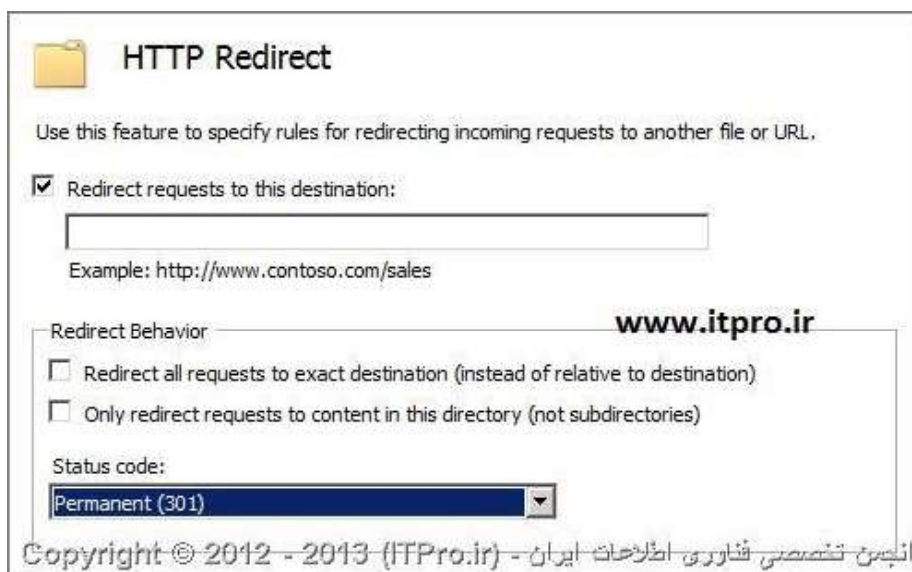 HTTP Redirect
Use this feature to specify rules for redirecting incoming requests to another file or URL.
Redirect requests to this destination:
Example: http://www.contoso.com/sales
www.itpro.ir
Redirect Behavior
Redirect all requests to exact destination (instead of relative to destination)
Only redirect requests to content in this directory (not subdirectories)
Status code:
Permanent (301)
Copyright © 2012 - 2013 (ITPro.ir) - انجمن تخصصی فناوری اطلاعات ایران